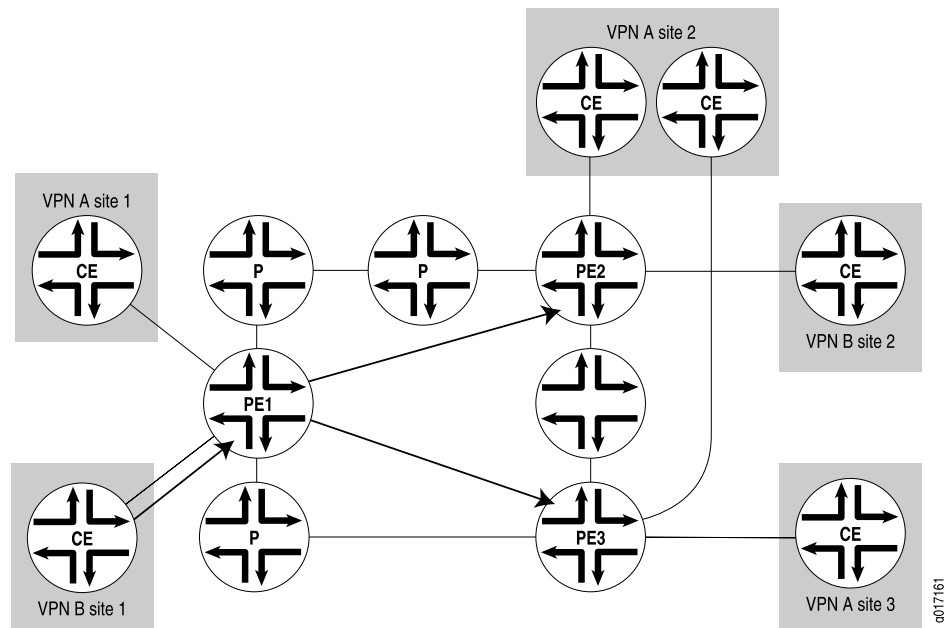 VPN A site 2
CE
CE
VPN A site 1
CE
P
P
PE2
CE
VPN B site 2
PE1
CE
VPN B site 1
P
PE3
CE
VPN A site 3
g017161